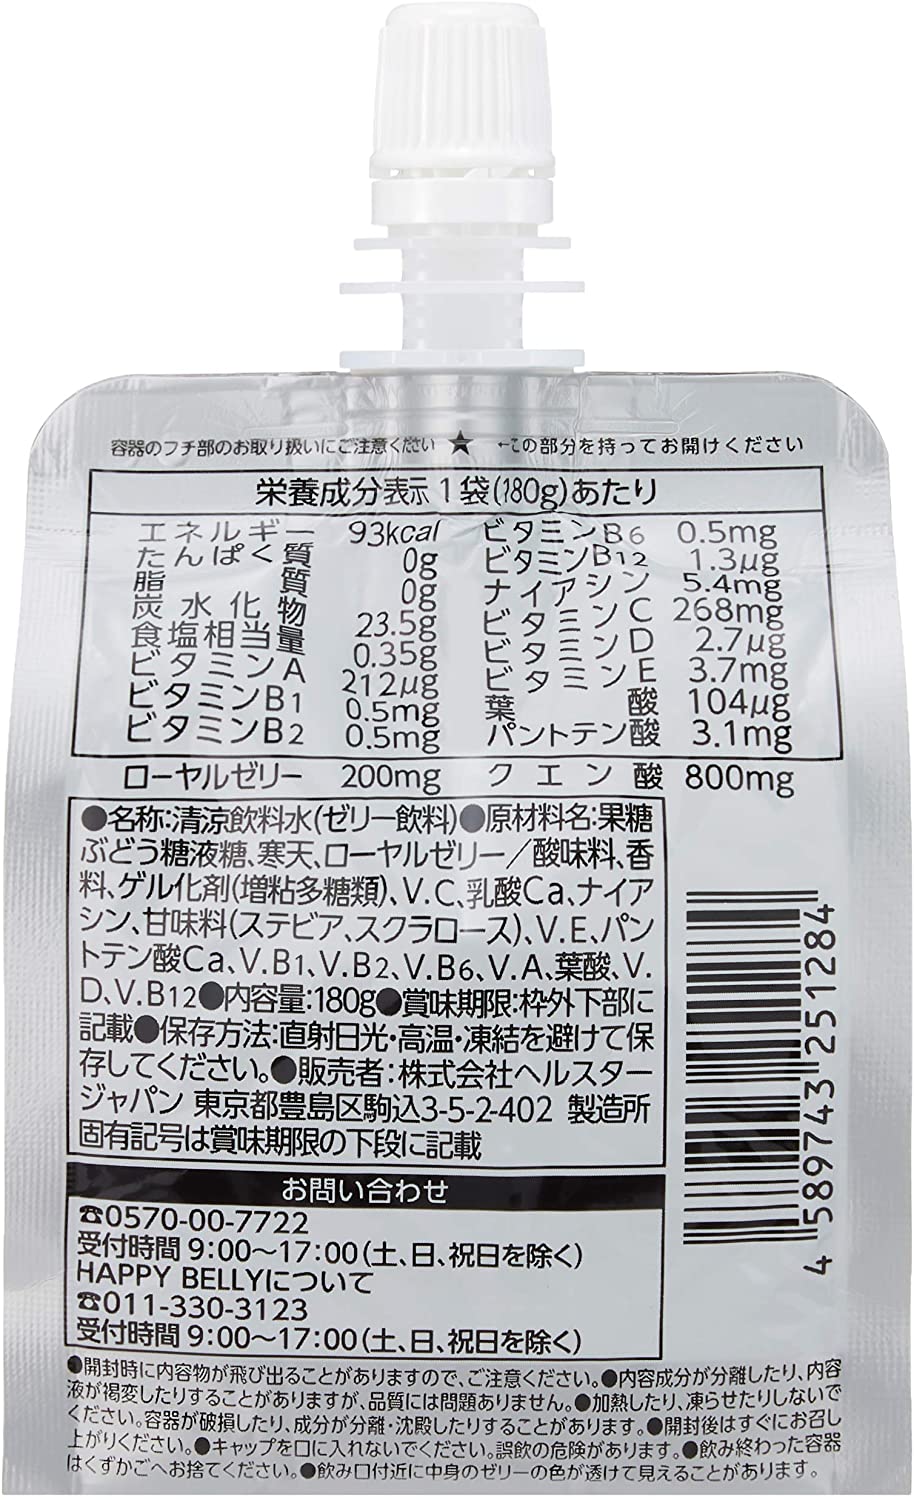 容器のフチ部のお取り扱いにご注意ください ★ ←この部分を持ってお開けください
栄養成分表示 1袋(180g)あたり
エネルギー 93kcal
たんぱく質 0g
脂質 0g
炭水化物 23.5g
食塩相当量 0.35g
ビタミンA 212μg
ビタミンB1 0.5mg
ビタミンB2 0.5mg
ビタミンB6 0.5mg
ビタミンB12 1.3μg
ナイアシン 5.4mg
ビタミンC 268mg
ビタミンD 2.7μg
ビタミンE 3.7mg
葉酸 104μg
パントテン酸 3.1mg
ローヤルゼリー 200mg クエン酸 800mg
●名称:清涼飲料水(ゼリー飲料)●原材料名:果糖
ぶどう糖液糖、寒天、ローヤルゼリー/酸味料、香
料、ゲル化剤(増粘多糖類)、V.C、乳酸Ca、ナイア
シン、甘味料(ステビア、スクラロース)、V.E、パン
トテン酸Ca、V.B1、V.B2、V.B6、V.A、葉酸、V.
D、V.B12●内容量:180g●賞味期限:枠外下部に
記載●保存方法:直射日光・高温・凍結を避けて保
存してください。●販売者:株式会社ヘルスター
ジャパン 東京都豊島区駒込3-5-2-402 製造所
固有記号は賞味期限の下段に記載
お問い合わせ
☎0570-00-7722
受付時間 9:00〜17:00(土、日、祝日を除く)
HAPPY BELLYについて
☎011-330-3123
受付時間 9:00〜17:00(土、日、祝日を除く)
●開封時に内容物が飛び出ることがありますので、ご注意ください。●内容成分が分離したり、内容
液が褐変したりすることがありますが、品質には問題ありません。●加熱したり、凍らせたりしないで
ください。容器が破損したり、成分が分離・沈殿したりすることがあります。●開封後はすぐにお召し
上がりください。●キャップを口に入れないでください。誤飲の危険があります。●飲み終わった容器
はくずかごへお捨てください。●飲み口付近に中身のゼリーの色が透けて見えることがあります。
4 589743 251284